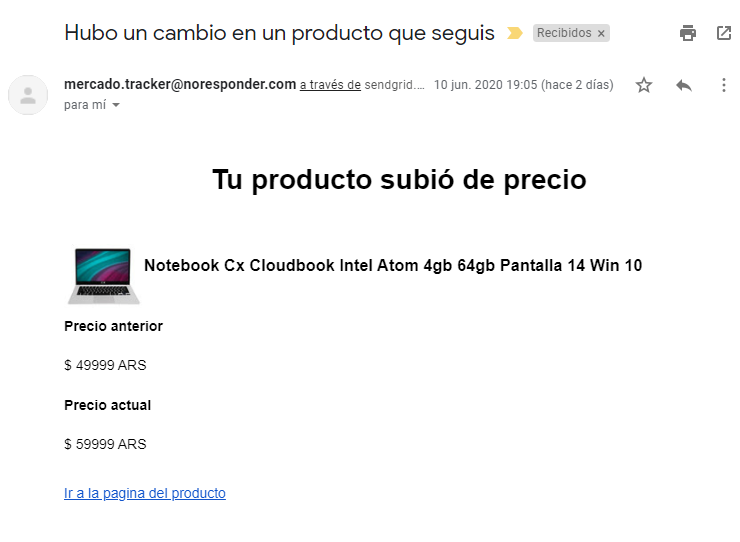 Hubo un cambio en un producto que seguis
Recibidos ×
mercado.tracker@noresponder.com a través de sendgrid.... 10 jun. 2020 19:05 (hace 2 días)
para mí
Tu producto subió de precio
Notebook Cx Cloudbook Intel Atom 4gb 64gb Pantalla 14 Win 10
Precio anterior
$ 49999 ARS
Precio actual
$ 59999 ARS
Ir a la pagina del producto